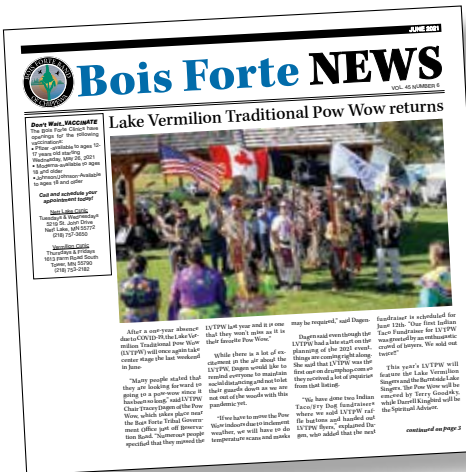 JUNE 2021
BOIS FORTE BAND
OF CHIPPEWA
Bois Forte NEWS
VOL. 45 NUMBER 6
Don't Wait...VACCINATE
The Bois Forte Clinics have
openings for the following
vaccinations:
• Pfizer -available to ages 12-
17 years old starting
Wednesday, May 26, 2021
• Moderna-available to ages
18 and older
• Johnson/Johnson-Available
to ages 18 and older
Call and schedule your
appointment today!
Nett Lake Clinic
Tuesdays & Wednesdays
5219 St. John Drive
Nett Lake, MN 55772
(218) 757-3650
Vermilion Clinic
Thursdays & Fridays
1613 Farm Road South
Tower, MN 55790
(218) 753-2182
Lake Vermilion Traditional Pow Wow returns
After a one-year absence
due to COVID-19, the Lake Ver-
milion Traditional Pow Wow
(LVTPW) will once again take
center stage the last weekend
in June.
"Many people stated that
they are looking forward to
going to a pow-wow since it
has been so long," said LVTPW
Chair Tracey Dagen of the Pow
Wow, which takes place near
the Bois Forte Tribal Govern-
ment Office just off Reserva-
tion Road. "Numerous people
specified that they missed the
LVTPW last year and it is one
that they won't miss as it is
their favorite Pow Wow."
While there is a lot of ex-
citement in the air about the
LVTPW, Dagen would like to
remind everyone to maintain
social distancing and not to let
their guards down as we are
not out of the woods with this
pandemic yet.
"If we have to move the Pow
Wow indoors due to inclement
weather, we will have to do
temperature scans and masks
may be required," said Dagen.
Dagen said even though the
LVTPW had a late start on the
planning of the 2021 event,
things are coming right along.
She said that LVTPW was the
first one on drumhop.com so
they received a lot of inquiries
from that listing.
"We have done two Indian
Taco/Fry Dog fundraisers
where we sold LVTPW raf-
fle buttons and handed out
LVTPW flyers," explained Da-
gen, who added that the next
fundraiser is scheduled for
June 12th. "Our first Indian
Taco Fundraiser for LVTPW
was greeted by an enthusiastic
crowd of buyers. We sold out
twice!"
This year's LVTPW will
feature the Lake Vermilion
Singers and the Burntside Lake
Singers. The Pow Wow will be
emceed by Terry Goodsky,
while Darrell Kingbird will be
the Spiritual Advisor.
continued on page 3